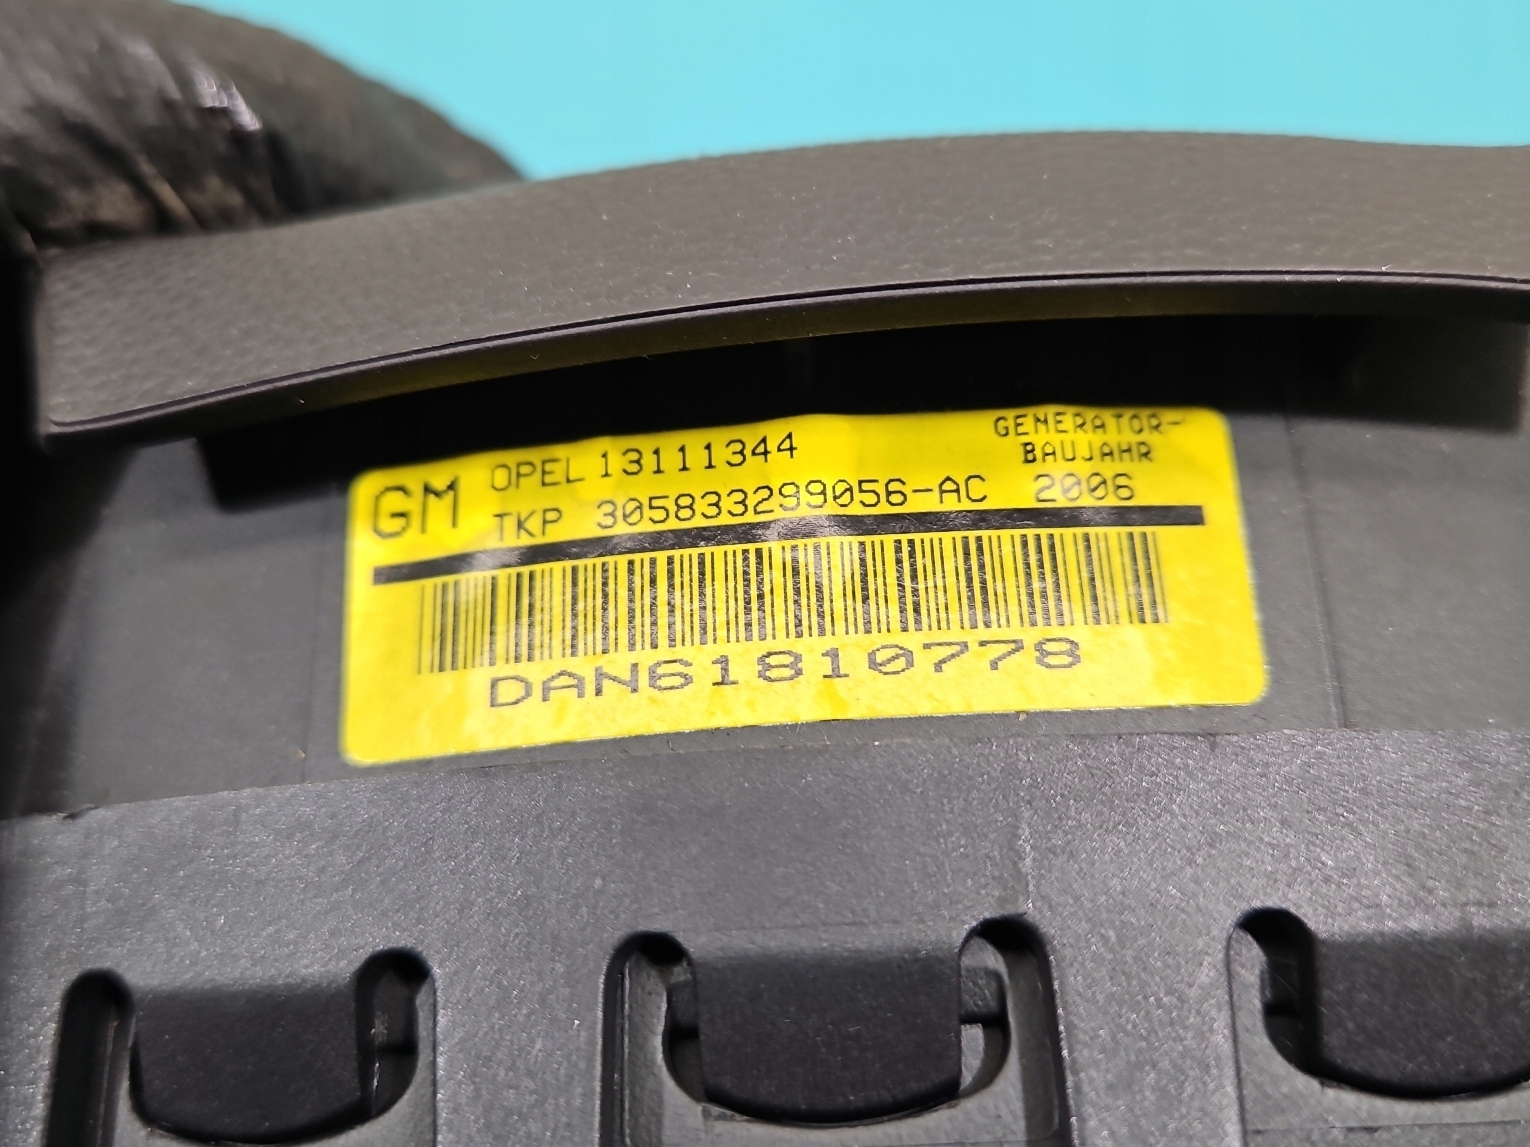 GM OPEL 13111344 GENERATOR-
BAUJAHR
TKP 305833299056-AC 2006
DAN61810778